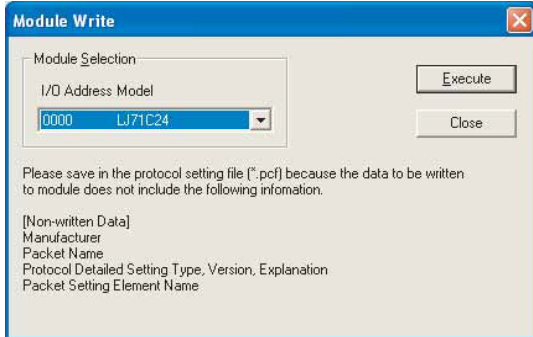 Module Write
Module Selection
I/O Address Model
0000 LJ71C24
Execute
Close
Please save in the protocol setting file (*.pcf) because the data to be written
to module does not include the following infomation.
[Non-written Data]
Manufacturer
Packet Name
Protocol Detailed Setting Type, Version, Explanation
Packet Setting Element Name